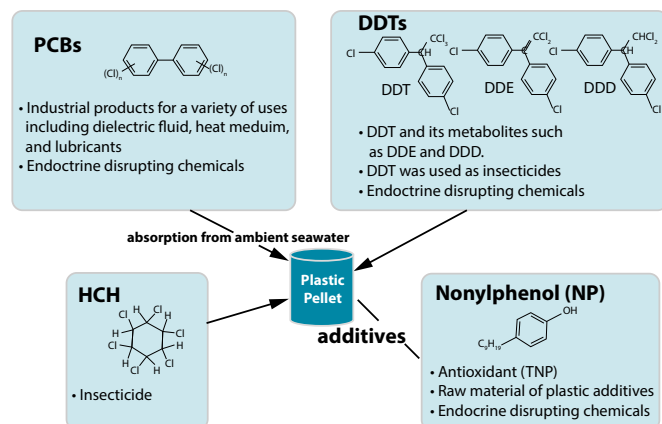 PCBs
(Cl)n
(Cl)n
• Industrial products for a variety of uses
including dielectric fluid, heat meduim,
and lubricants
• Endocrine disrupting chemicals
DDTs
Cl
CCl3
CH
DDT
Cl
Cl
CCl2
C
DDE
Cl
Cl
CHCl2
CH
DDD
Cl
• DDT and its metabolites such
as DDE and DDD.
• DDT was used as insecticides
• Endocrine disrupting chemicals
absorption from ambient seawater
Plastic
Pellet
additives
HCH
Cl
H
Cl
H
H
Cl
Cl
H
H
Cl
Cl
H
• Insecticide
Nonylphenol (NP)
OH
C9H19
• Antioxidant (TNP)
• Raw material of plastic additives
• Endocrine disrupting chemicals